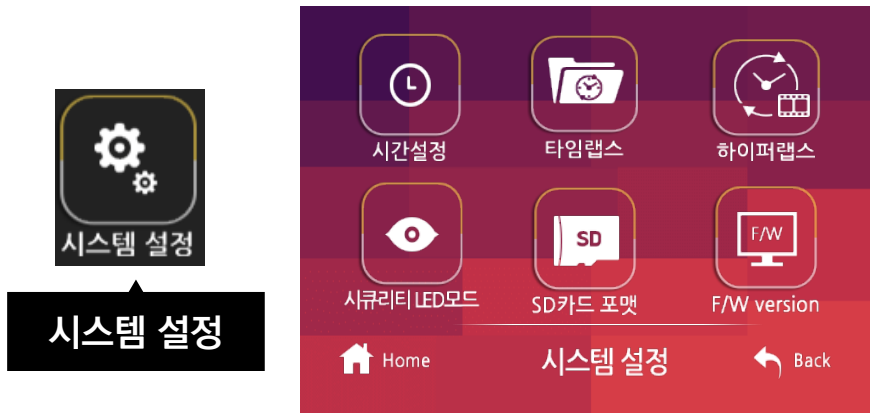 시스템 설정
시스템 설정
시간설정
타임랩스
하이퍼랩스
SD
F/W
시큐리티 LED모드
SD카드 포맷
F/W version
Home
시스템 설정
Back